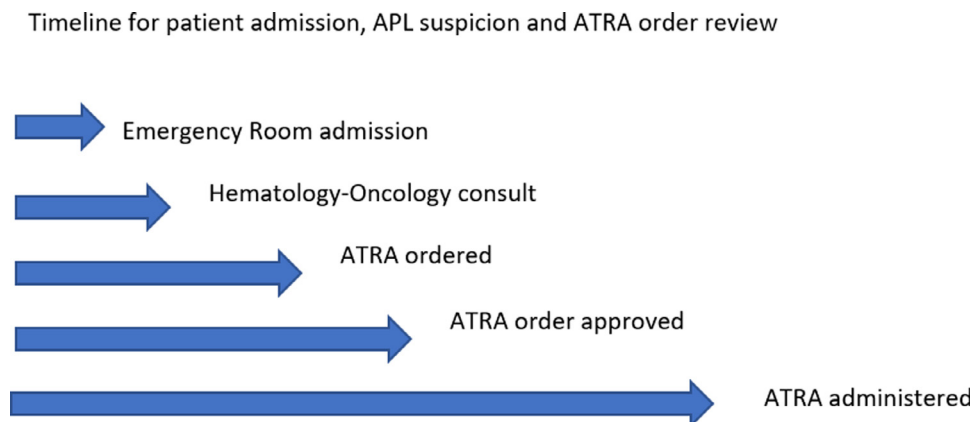 Timeline for patient admission, APL suspicion and ATRA order review
Emergency Room admission
Hematology-Oncology consult
ATRA ordered
ATRA order approved
ATRA administered